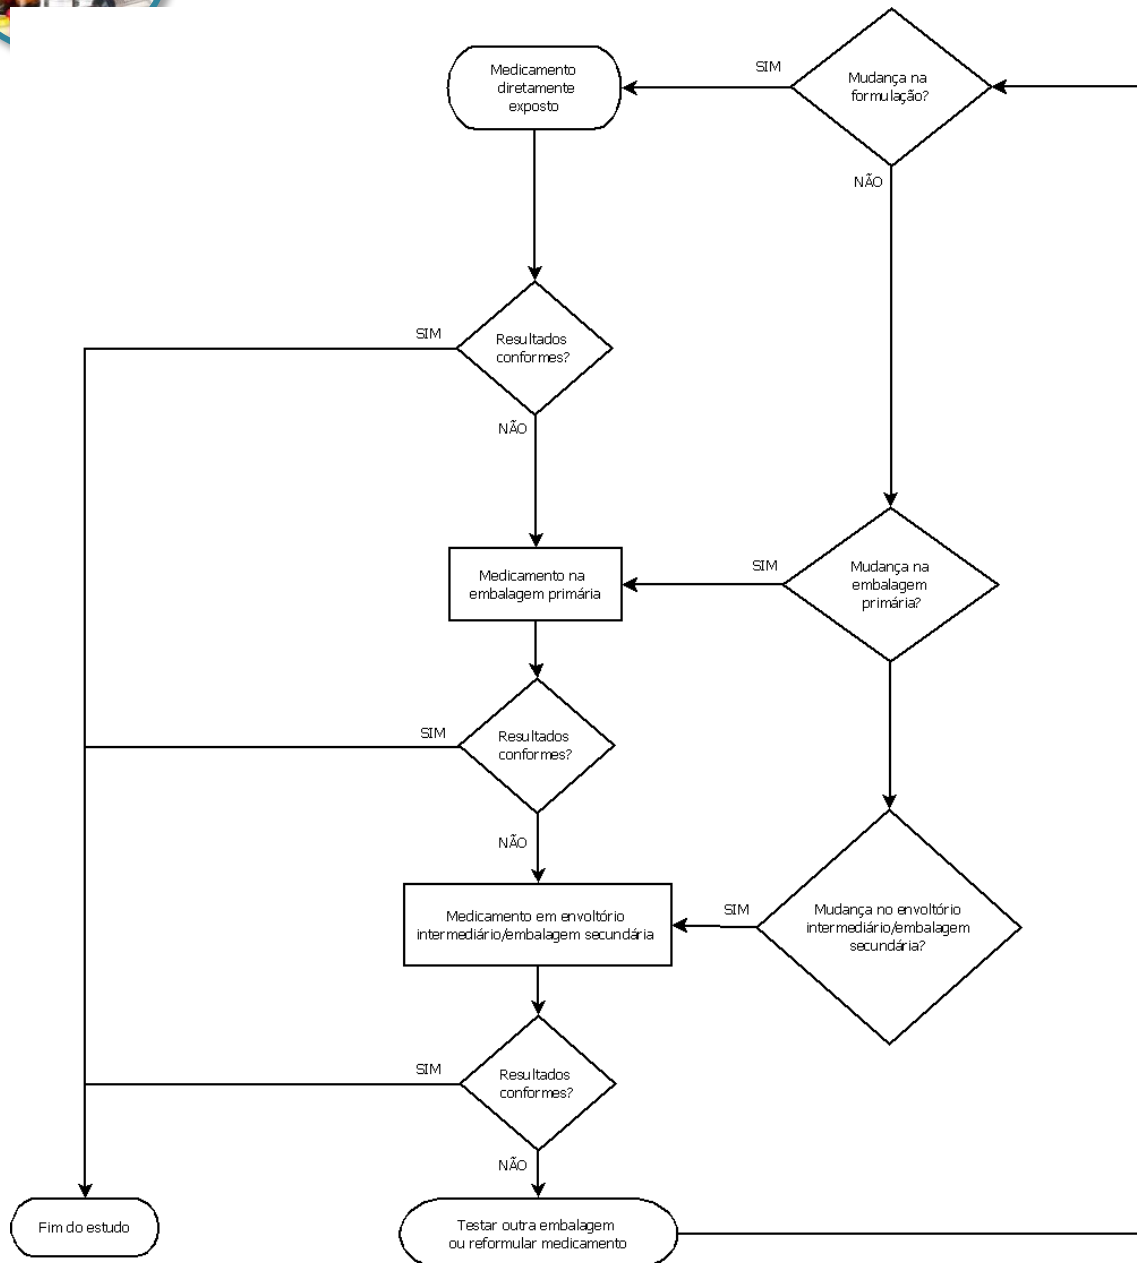 Medicamento
diretamente
exposto
SIM
Mudança na
formulação?
NÃO
SIM
Resultados
conformes?
NÃO
Medicamento na
embalagem primária
SIM
Mudança na
embalagem
primária?
SIM
Resultados
conformes?
NÃO
Medicamento em envoltório
intermediário/embalagem secundária
SIM
Mudança no envoltório
intermediário/embalagem
secundária?
SIM
Resultados
conformes?
NÃO
Fim do estudo
Testar outra embalagem
ou reformular medicamento